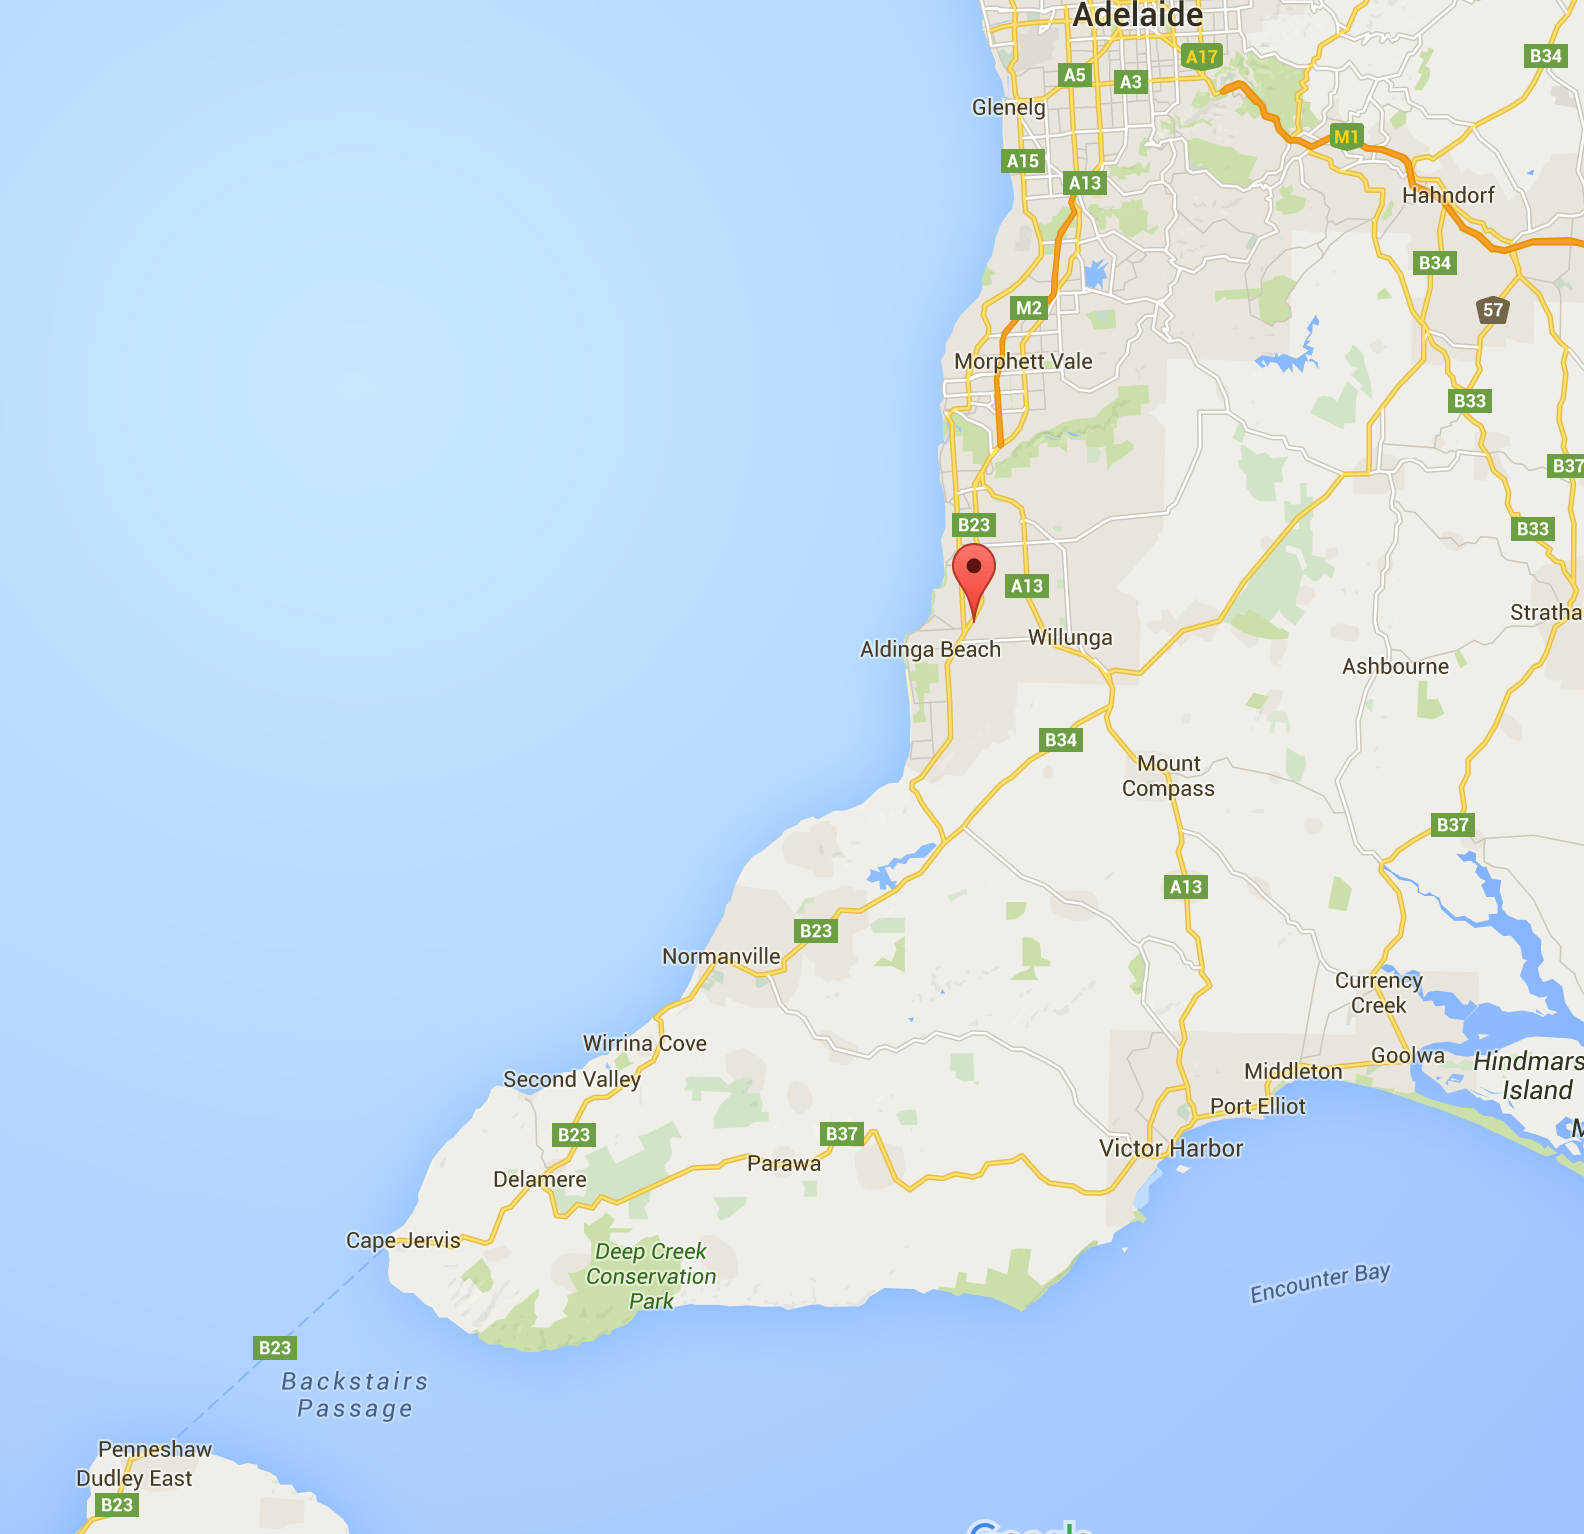 Adelaide
A17
B34
A5
A3
Glenelg
M1
A15
A13
Hahndorf
B34
M2
57
Morphett Vale
B33
B37
B23
B33
A13
Stratha
Willunga
Aldinga Beach
Ashbourne
B34
Mount
Compass
B37
A13
B23
Normanville
Currency
Creek
Wirrina Cove
Goolwa
Hindmars
Island
Middleton
Second Valley
Port Elliot
M
B23
B37
Victor Harbor
Parawa
Delamere
Cape Jervis
Deep Creek
Conservation
Park
Encounter Bay
B23
Backstairs
Passage
Penneshaw
Dudley East
B23
Google